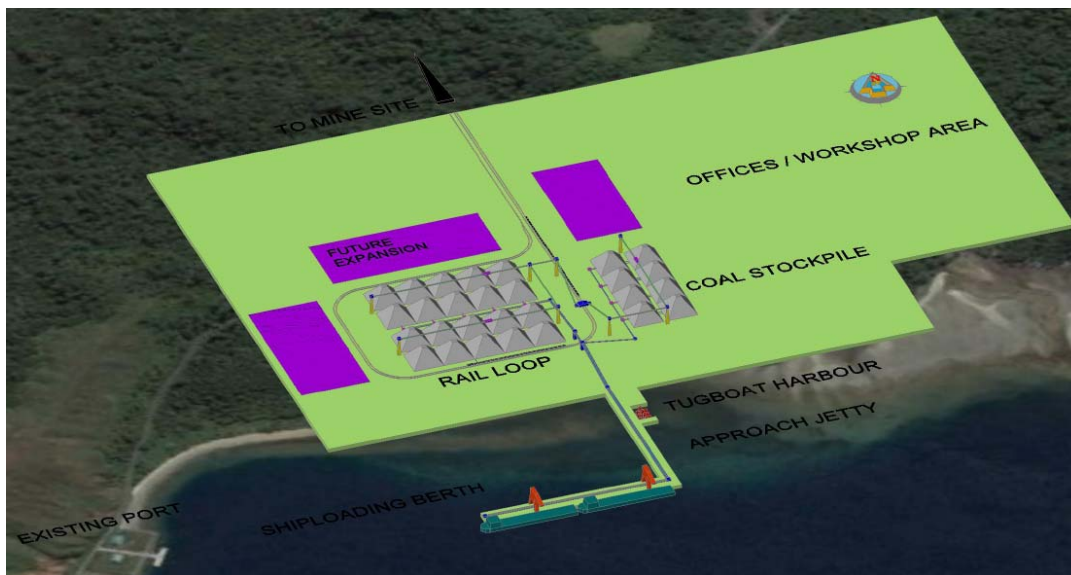 TO MINE SITE
N
OFFICES / WORKSHOP AREA
FUTURE
EXPANSION
COAL STOCKPILE
RAIL LOOP
TUGBOAT HARBOUR
APPROACH JETTY
SHIPLOADING BERTH
EXISTING PORT